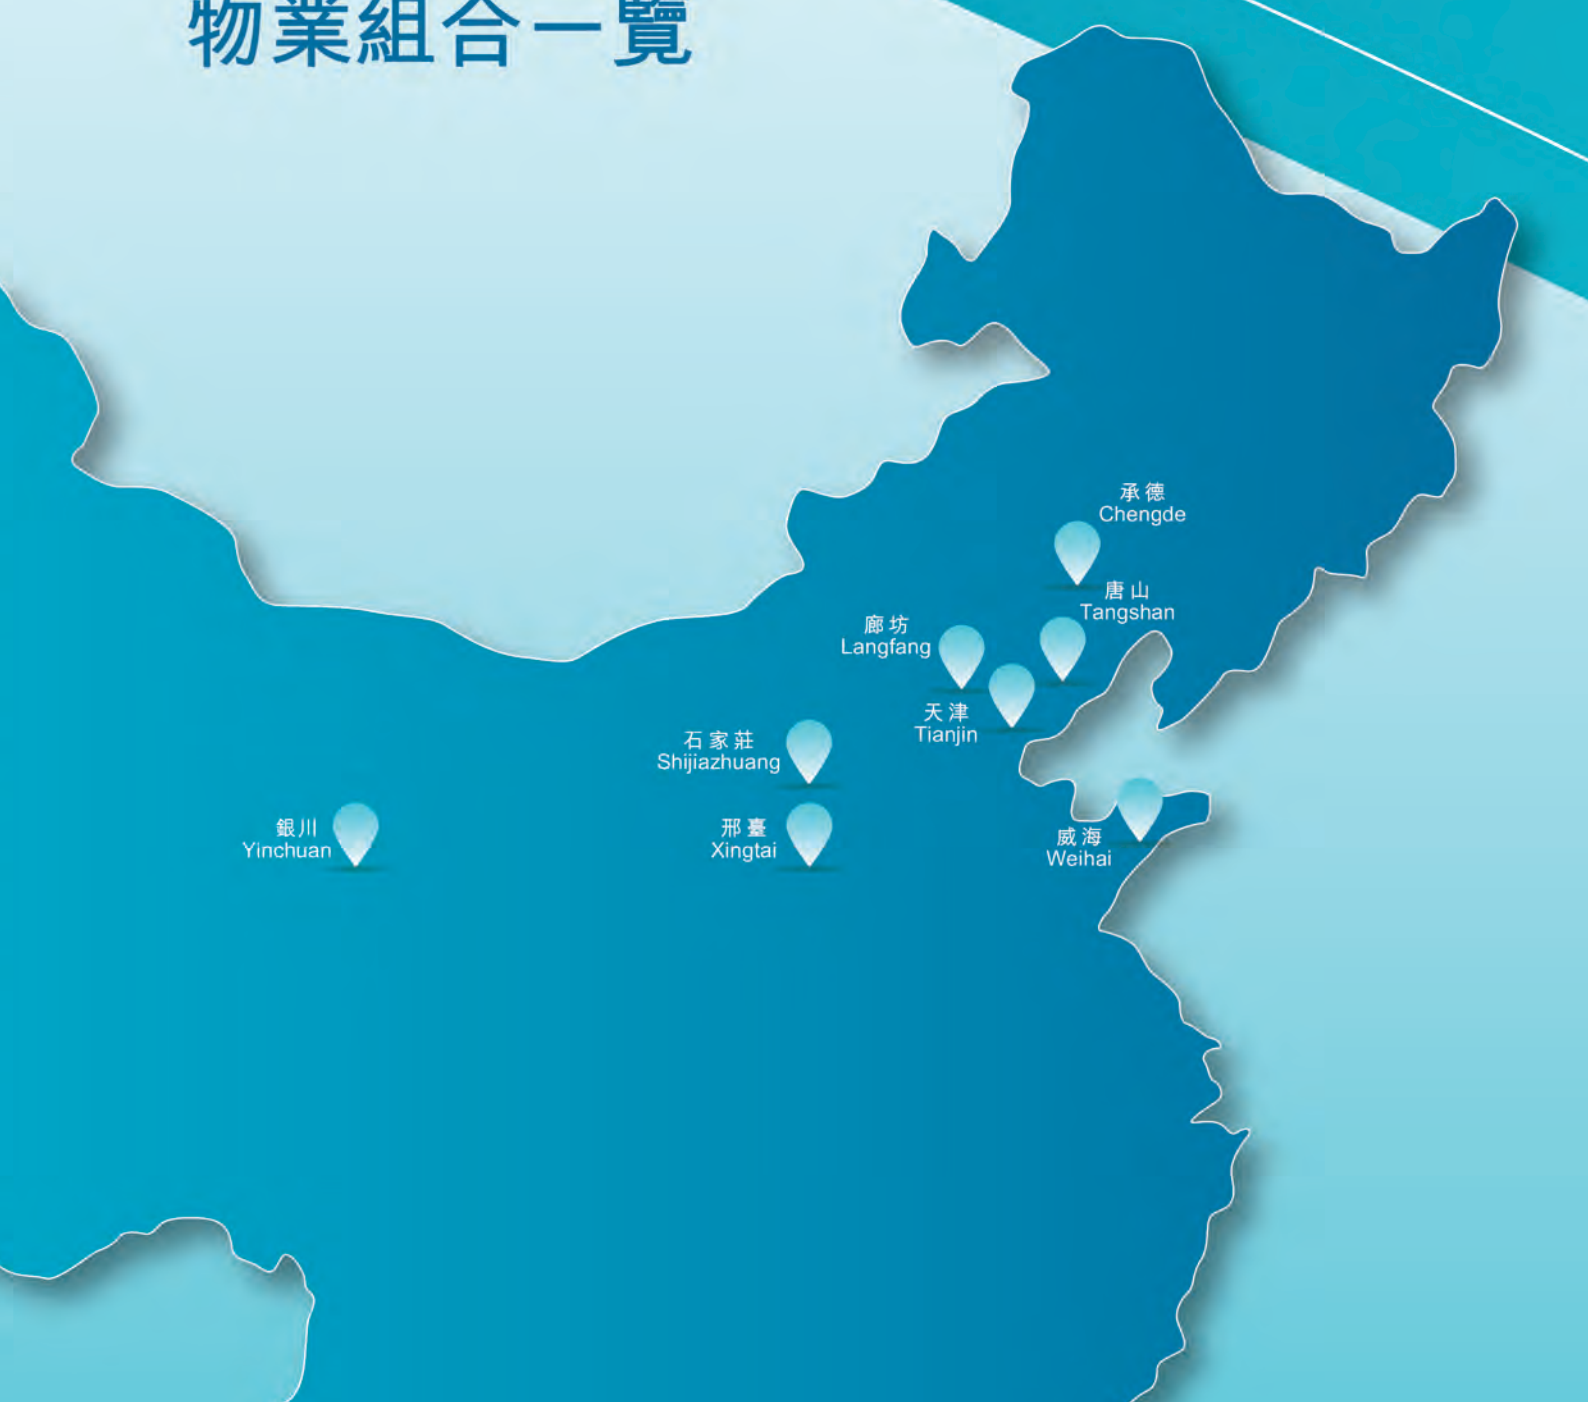 物業組合一覽
承德
Chengde
唐山
Tangshan
廊坊
Langfang
天津
Tianjin
石家莊
Shijiazhuang
銀川
Yinchuan
邢臺
Xingtai
威海
Weihai